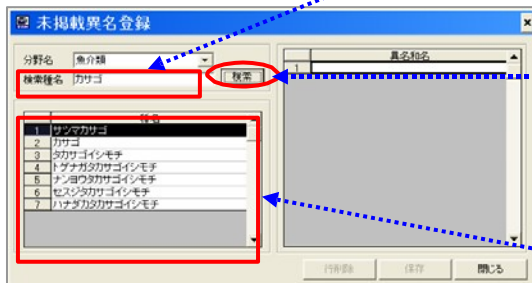 未掲載異名登録
分野名 魚介類
検索種名 カサゴ 検索
種名
1 サツマカサゴ
2 カサゴ
3 タカサゴイシモチ
4 トゲナガタカサゴイシモチ
5 ナンヨウタカサゴイシモチ
6 セスジタカサゴイシモチ
7 ハナダカタカサゴイシモチ
異名和名
1
行削除 保存 閉じる